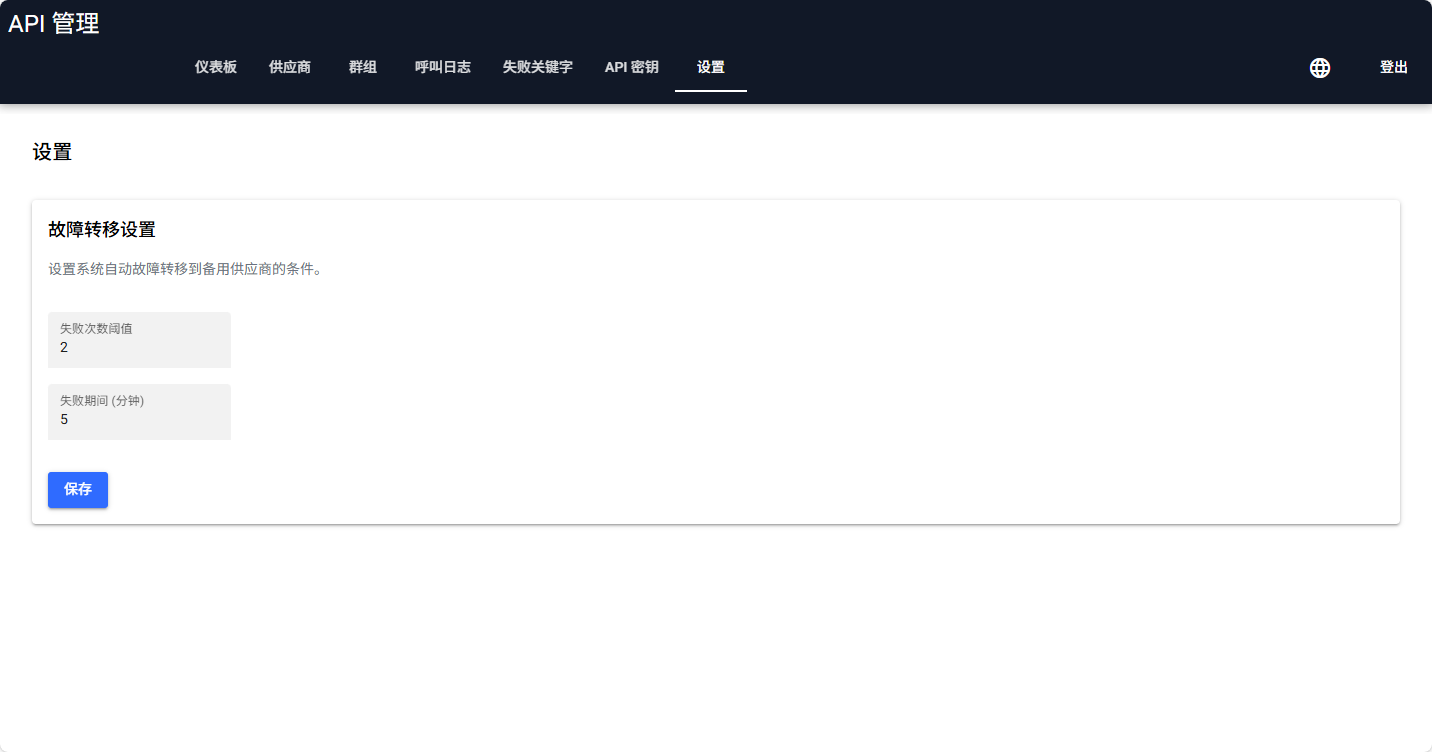 API 管理
仪表板 供应商 群组 呼叫日志 失败关键字 API 密钥 设置 登出
设置
故障转移设置
设置系统自动故障转移到备用供应商的条件。
失败次数阈值
2
失败期间 (分钟)
5
保存